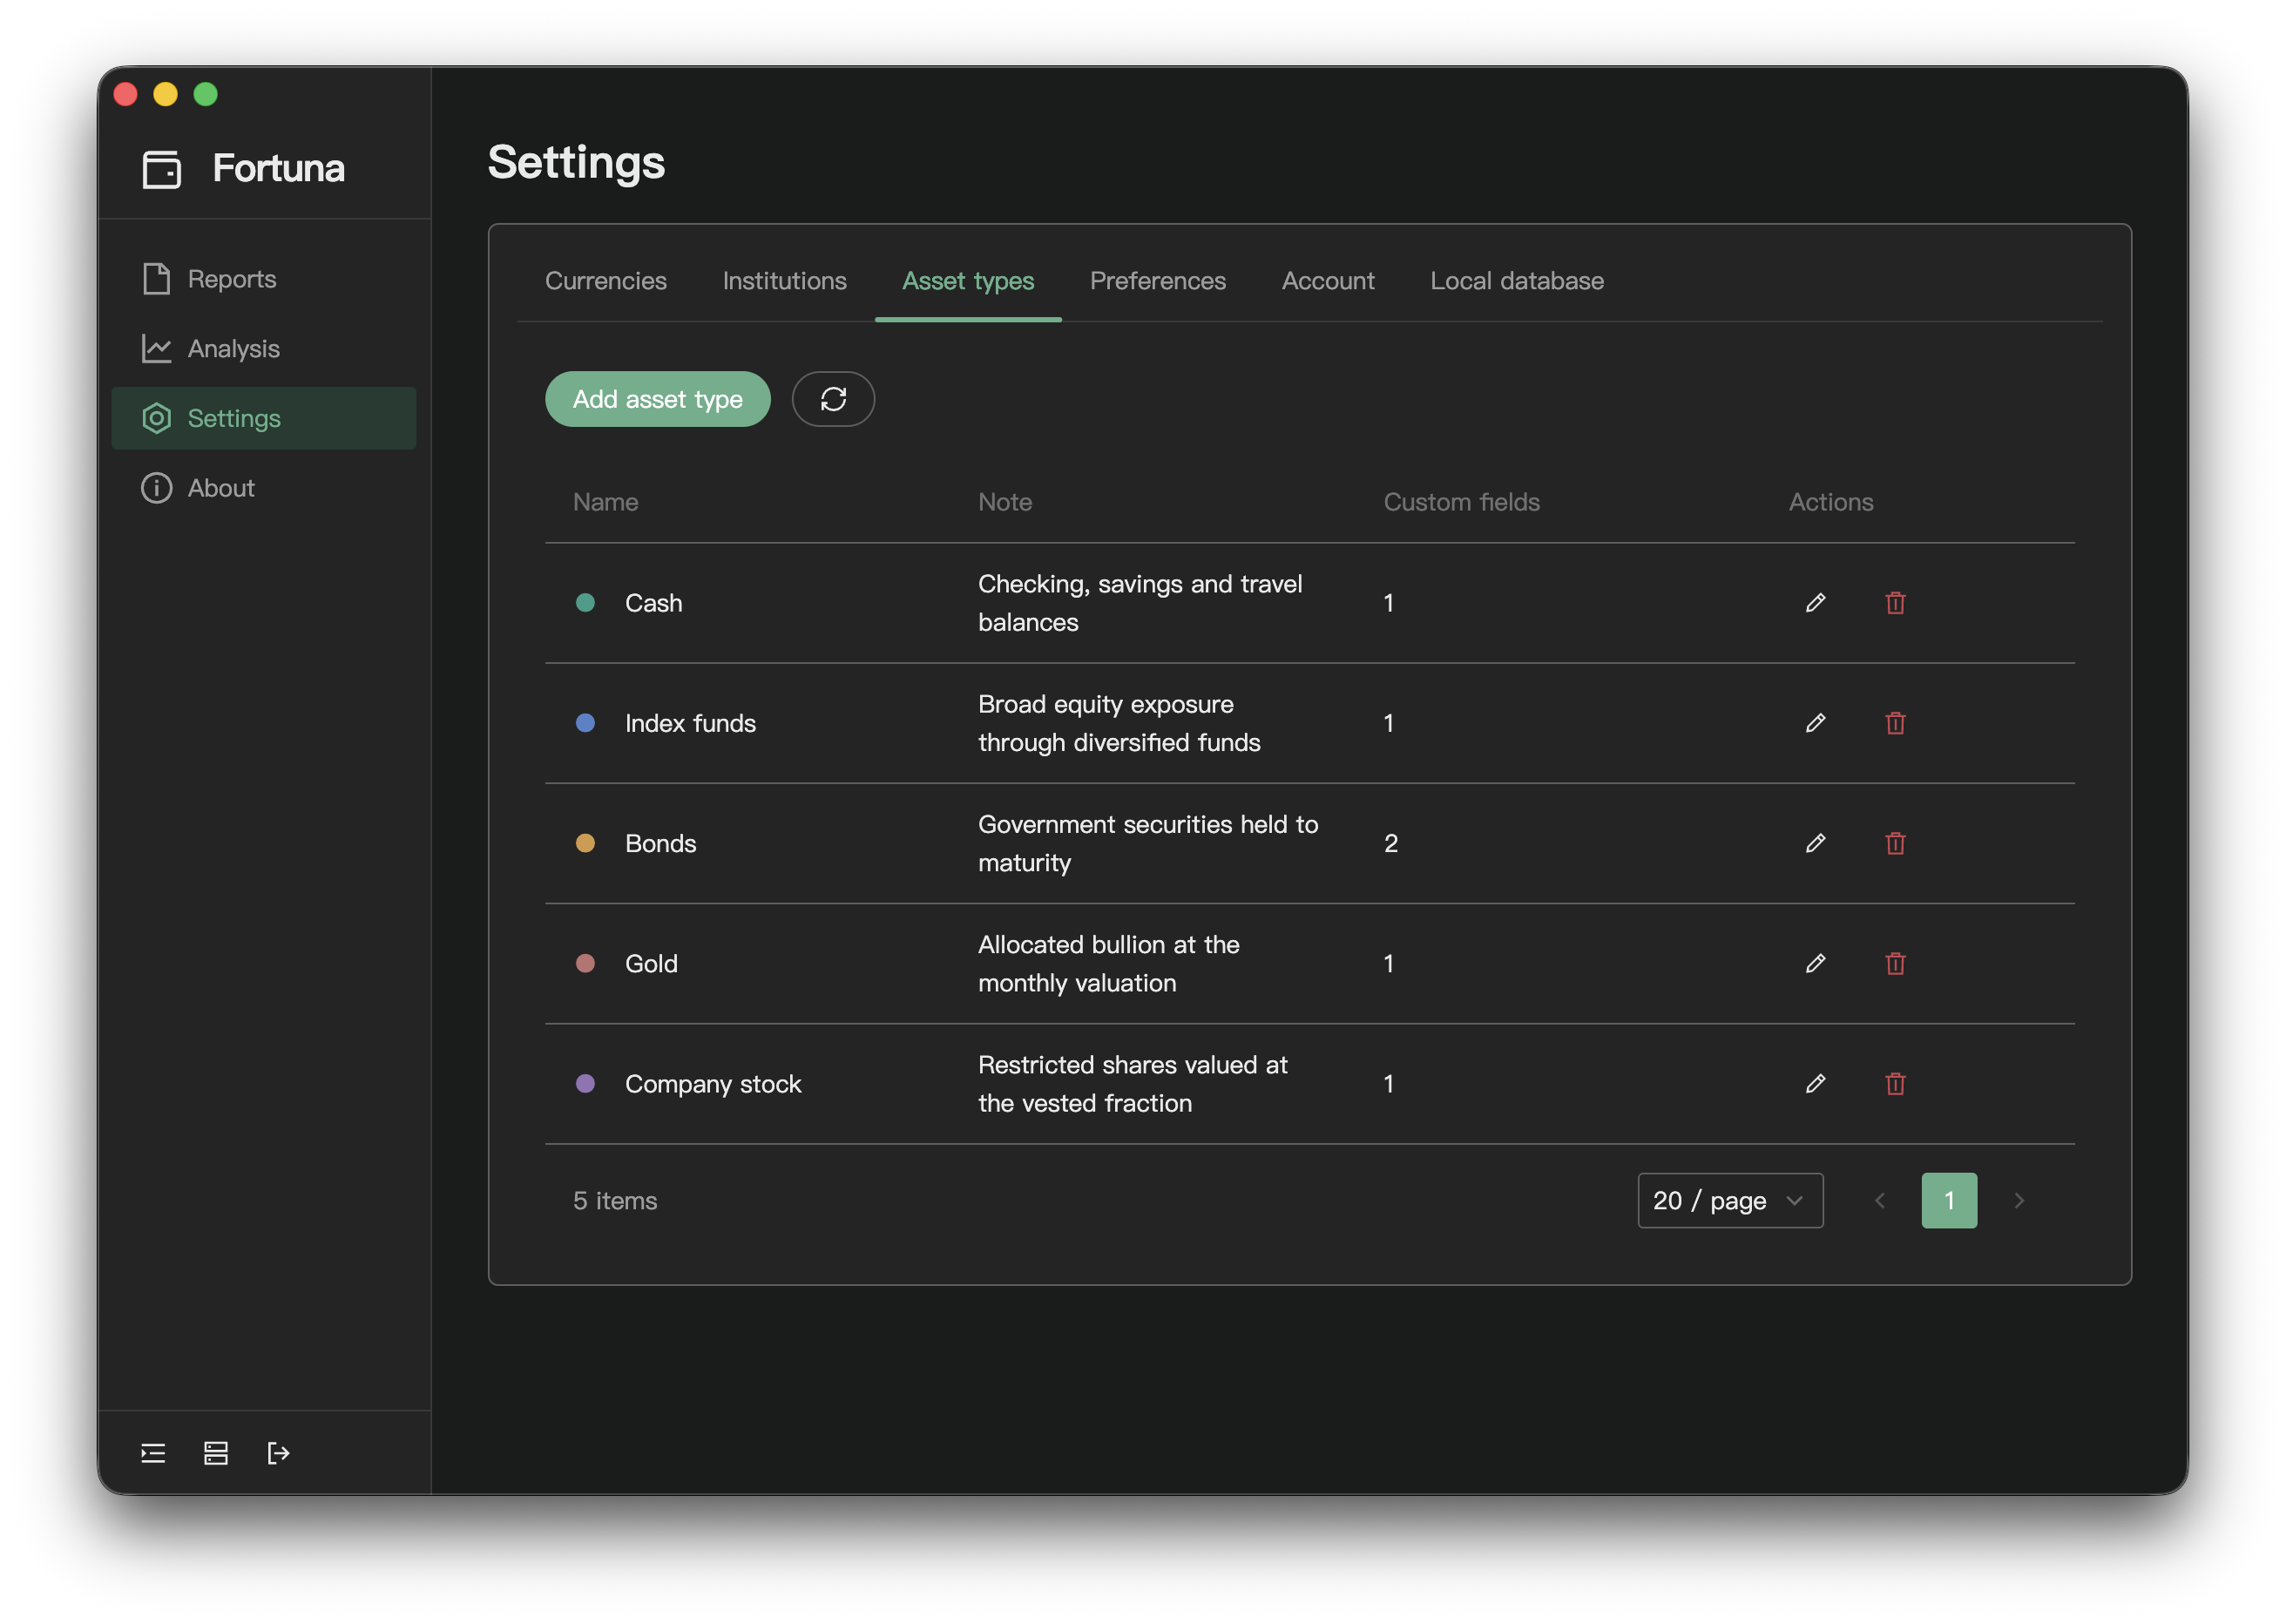 Fortuna
Reports
Analysis
Settings
About
Settings
Currencies Institutions Asset types Preferences Account Local database
Add asset type
Name Note Custom fields Actions
Cash Checking, savings and travel balances 1
Index funds Broad equity exposure through diversified funds 1
Bonds Government securities held to maturity 2
Gold Allocated bullion at the monthly valuation 1
Company stock Restricted shares valued at the vested fraction 1
5 items 20 / page 1